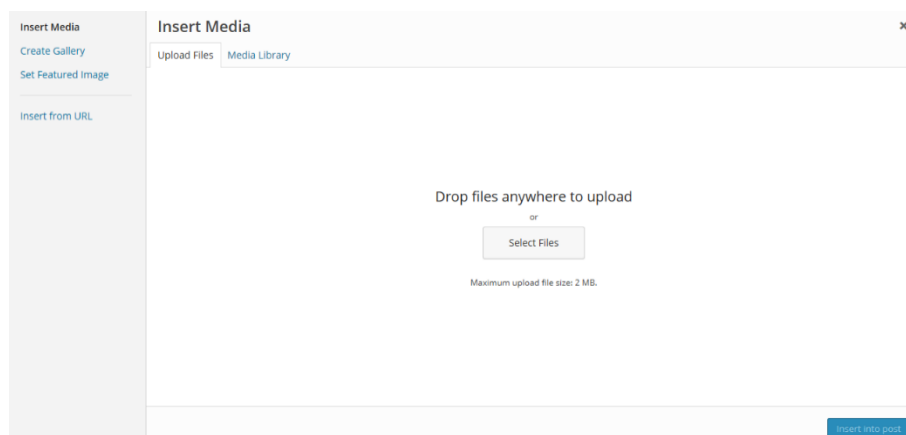 Insert Media
Create Gallery
Set Featured Image
Insert from URL
Insert Media
Upload Files Media Library
Drop files anywhere to upload
or
Select Files
Maximum upload file size: 2 MB.
Insert into post